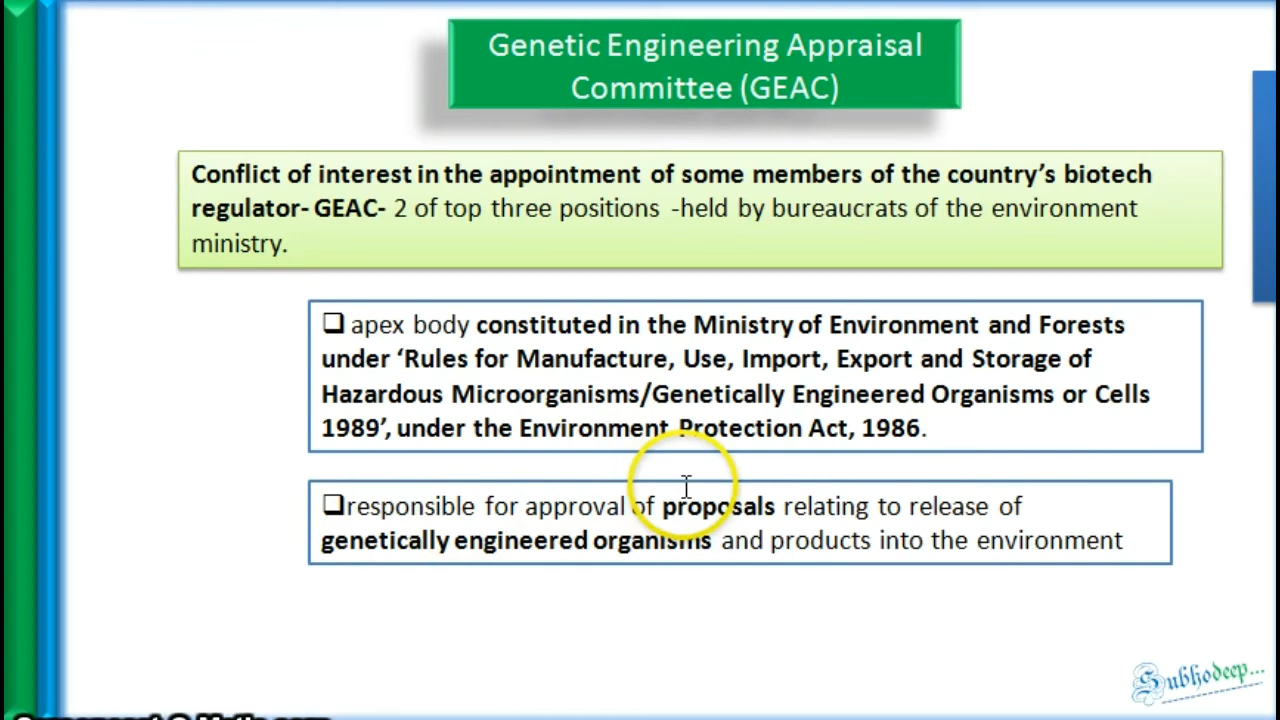 Genetic Engineering Appraisal
Committee (GEAC)
Conflict of interest in the appointment of some members of the country’s biotech
regulator- GEAC- 2 of top three positions -held by bureaucrats of the environment
ministry.
❑ apex body constituted in the Ministry of Environment and Forests
under ‘Rules for Manufacture, Use, Import, Export and Storage of
Hazardous Microorganisms/Genetically Engineered Organisms or Cells
1989’, under the Environment Protection Act, 1986.
❑responsible for approval of proposals relating to release of
genetically engineered organisms and products into the environment
Subhodeep...